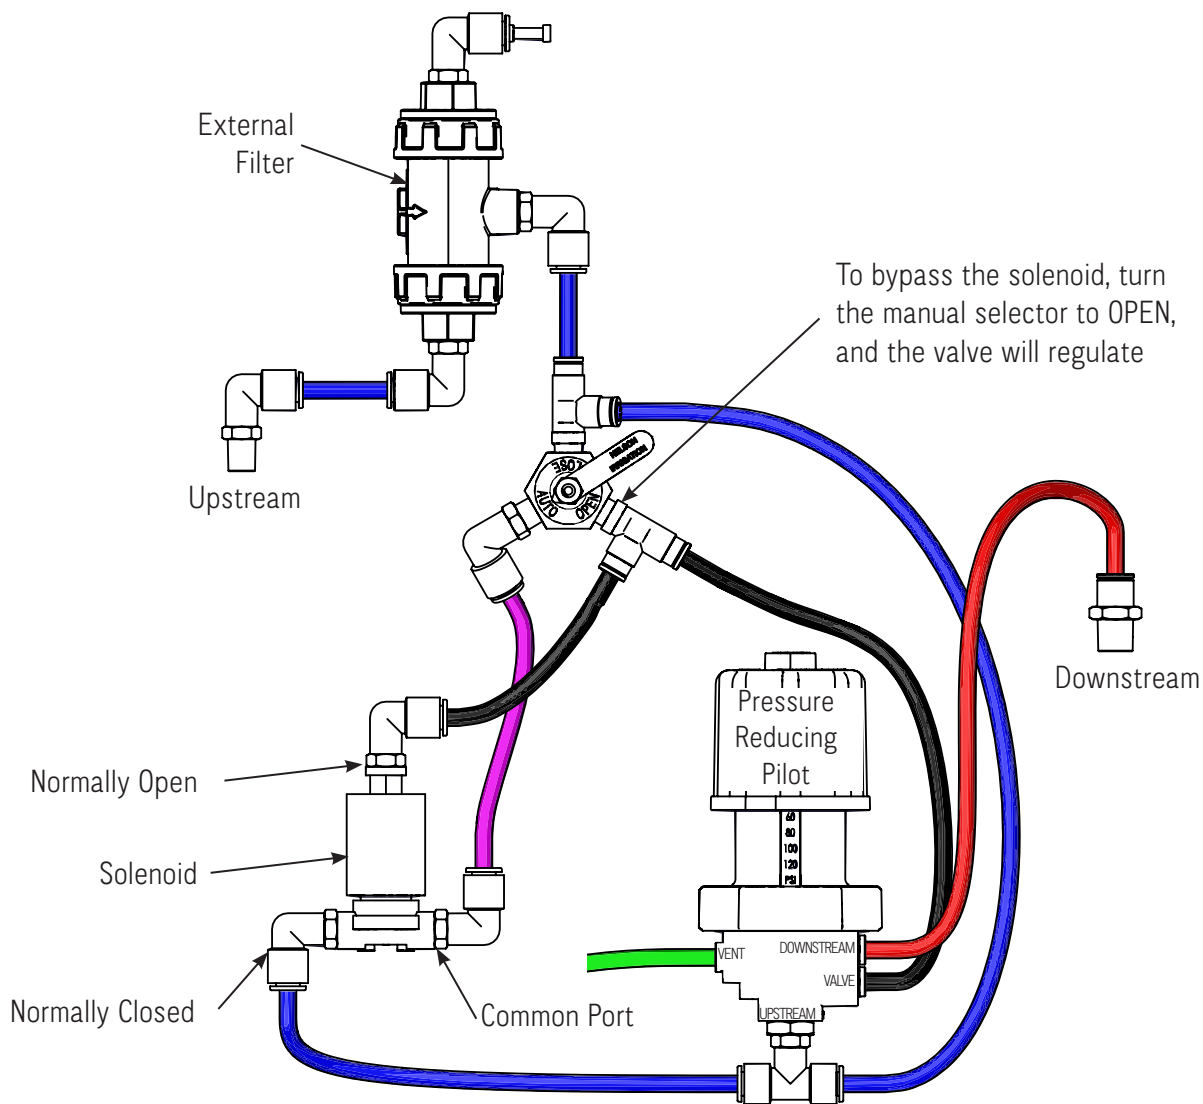 External
Filter
To bypass the solenoid, turn
the manual selector to OPEN,
and the valve will regulate
NELSON
IRRIGATION
CLOSE
AUTO
OPEN
Upstream
Downstream
Pressure
Reducing
Pilot
Normally Open
60
80
100
120
PSI
Solenoid
VENT
DOWNSTREAM
VALVE
UPSTREAM
Normally Closed
Common Port